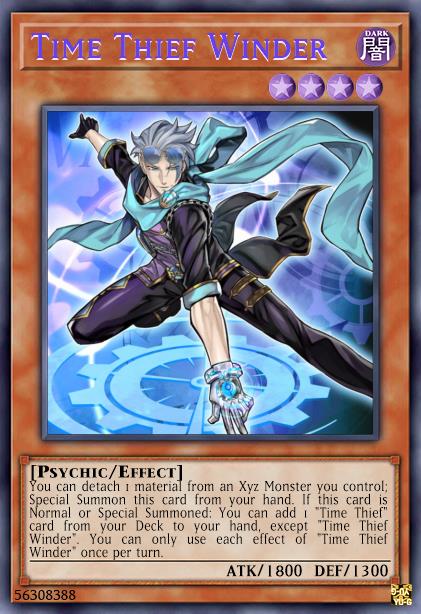 TIME THIEF WINDER
DARK
闇
[PSYCHIC/EFFECT]
You can detach 1 material from an Xyz Monster you control;
Special Summon this card from your hand. If this card is
Normal or Special Summoned: You can add 1 "Time Thief"
card from your Deck to your hand, except "Time Thief
Winder". You can only use each effect of "Time Thief
Winder" once per turn.
ATK/1800 DEF/1300
56308388